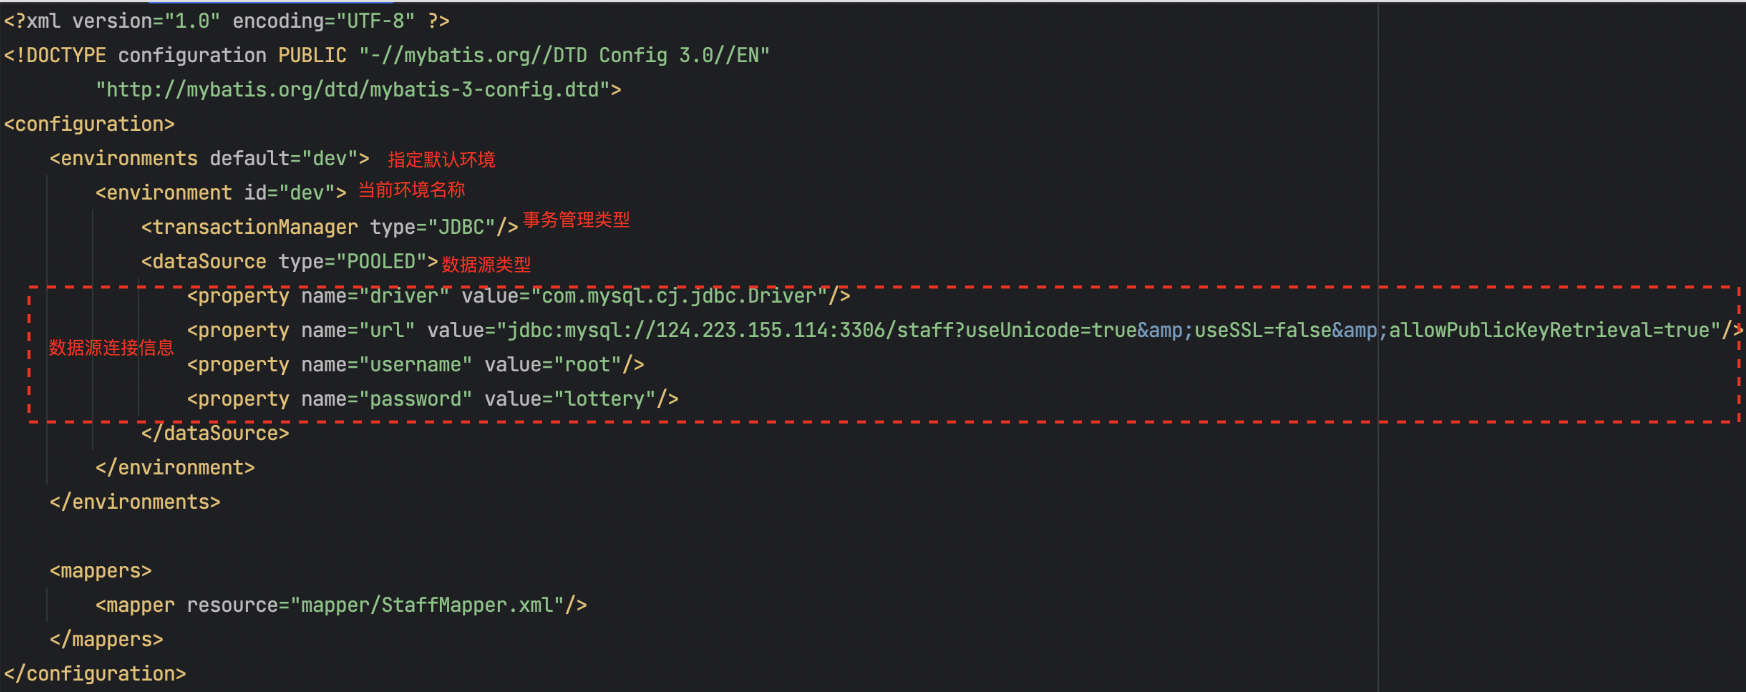 <?xml version="1.0" encoding="UTF-8" ?>
<!DOCTYPE configuration PUBLIC "-//mybatis.org//DTD Config 3.0//EN"
"http://mybatis.org/dtd/mybatis-3-config.dtd">
<configuration>
<environments default="dev"> 指定默认环境
<environment id="dev"> 当前环境名称
<transactionManager type="JDBC"/> 事务管理类型
<dataSource type="POOLED"> 数据源类型
<property name="driver" value="com.mysql.cj.jdbc.Driver"/>
<property name="url" value="jdbc:mysql://124.223.155.114:3306/staff?useUnicode=true&amp;useSSL=false&amp;allowPublicKeyRetrieval=true"/>
数据源连接信息
<property name="username" value="root"/>
<property name="password" value="lottery"/>
</dataSource>
</environment>
</environments>
<mappers>
<mapper resource="mapper/StaffMapper.xml"/>
</mappers>
</configuration>